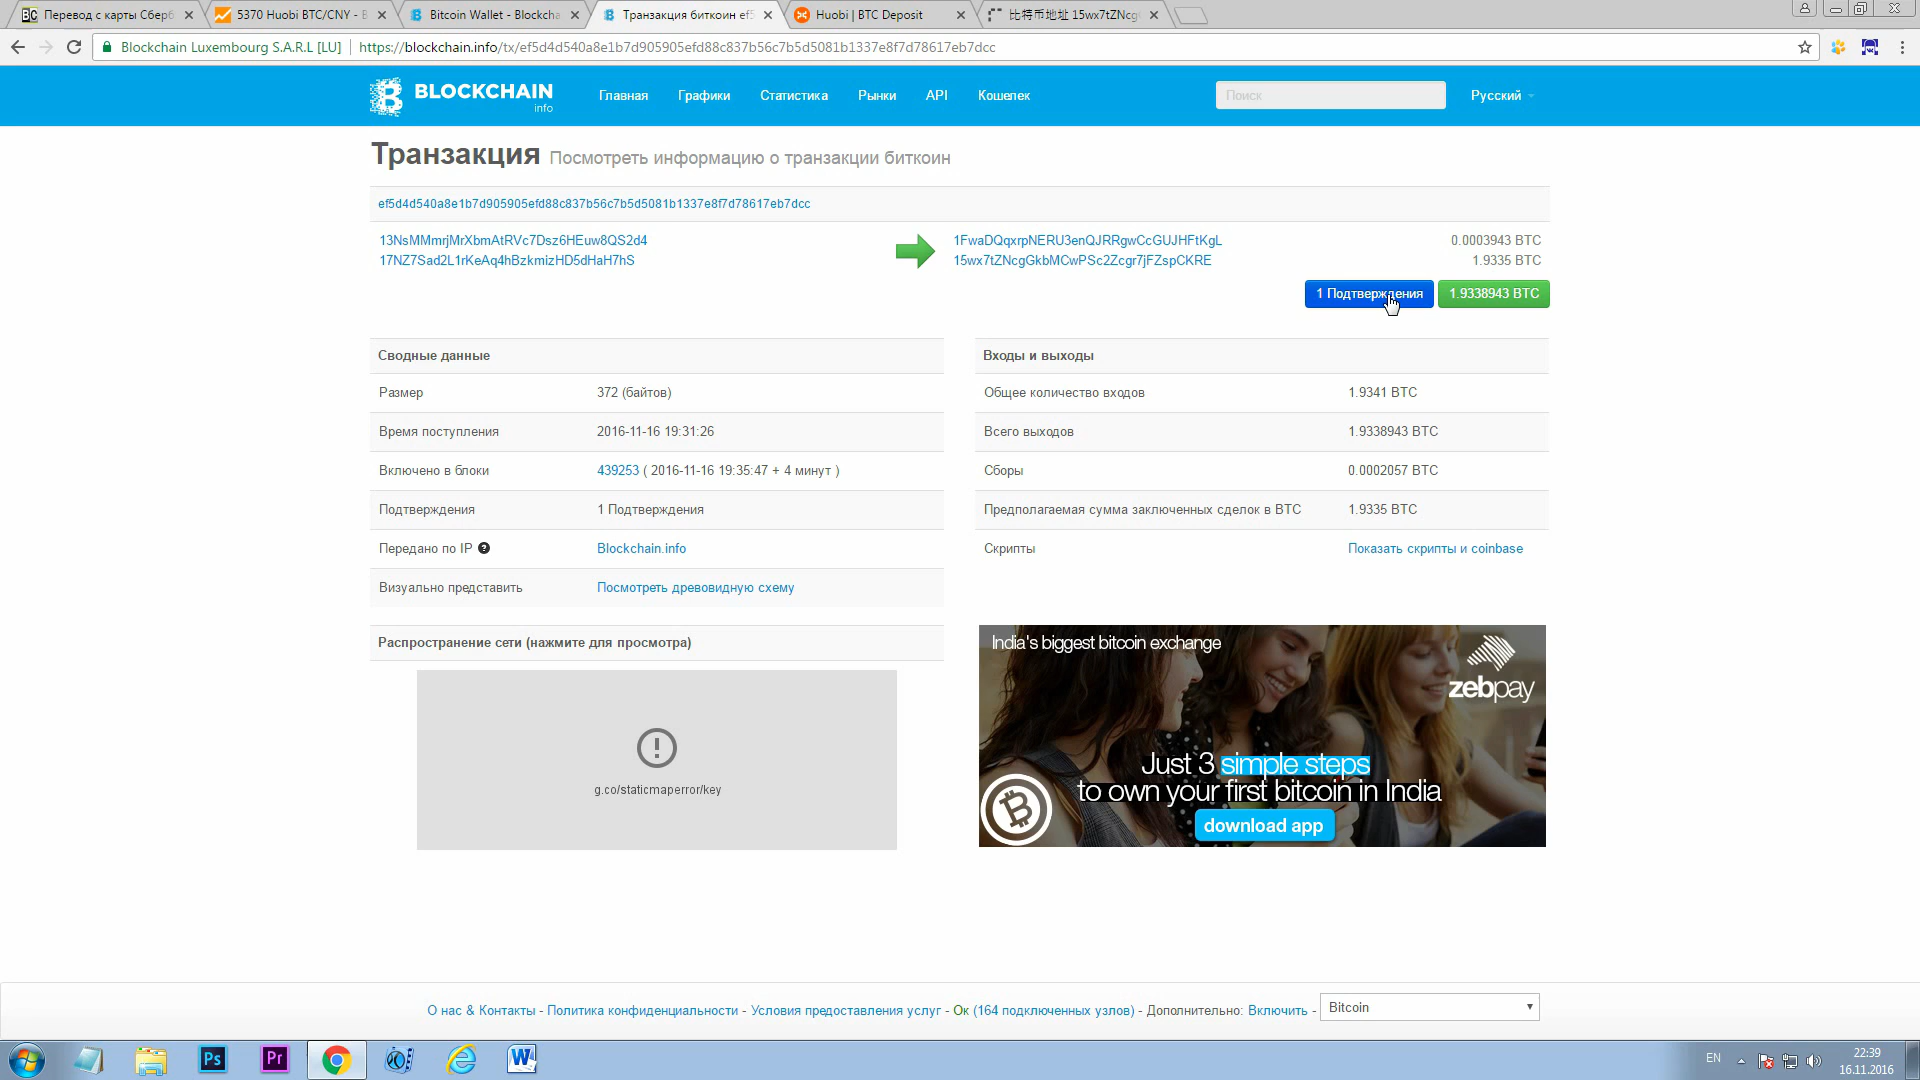 Перевод с карты Сберб
5370 Huobi BTC/CNY - B
Bitcoin Wallet - Blockcha
Транзакция биткоин ef5
Huobi | BTC Deposit
比特币地址 15wx7tZNcg
Blockchain Luxembourg S.A.R.L [LU]
https://blockchain.info/tx/ef5d4d540a8e1b7d905905efd88c837b56c7b5d5081b1337e8f7d78617eb7dcc
BLOCKCHAIN
info
Главная
Графики
Статистика
Рынки
API
Кошелек
Поиск
Русский
Транзакция Посмотреть информацию о транзакции биткоин
ef5d4d540a8e1b7d905905efd88c837b56c7b5d5081b1337e8f7d78617eb7dcc
13NsMMmrjMrXbmAtRVc7Dsz6HEuw8QS2d4
17NZ7Sad2L1rKeAq4hBzkmizHD5dHaH7hS
1FwaDQqxrpNERU3enQJRRgwCcGUJHFtKgL 0.0003943 BTC
15wx7tZNcgGkbMCwPSc2Zcgr7jFZspCKRE 1.9335 BTC
1 Подтверждения 1.9338943 BTC
Сводные данные
Размер 372 (байтов)
Время поступления 2016-11-16 19:31:26
Включено в блоки 439253 ( 2016-11-16 19:35:47 + 4 минут )
Подтверждения 1 Подтверждения
Передано по IP Blockchain.info
Визуально представить Посмотреть древовидную схему
Входы и выходы
Общее количество входов 1.9341 BTC
Всего выходов 1.9338943 BTC
Сборы 0.0002057 BTC
Предполагаемая сумма заключенных сделок в BTC 1.9335 BTC
Скрипты Показать скрипты и coinbase
Распространение сети (нажмите для просмотра)
g.co/staticmaperror/key
India's biggest bitcoin exchange
zebpay
Just 3 simple steps
to own your first bitcoin in India
download app
О нас & Контакты - Политика конфиденциальности - Условия предоставления услуг - Ок (164 подключенных узлов) - Дополнительно: Включить - Bitcoin
Ps
Pr
W
EN
22:39
16.11.2016